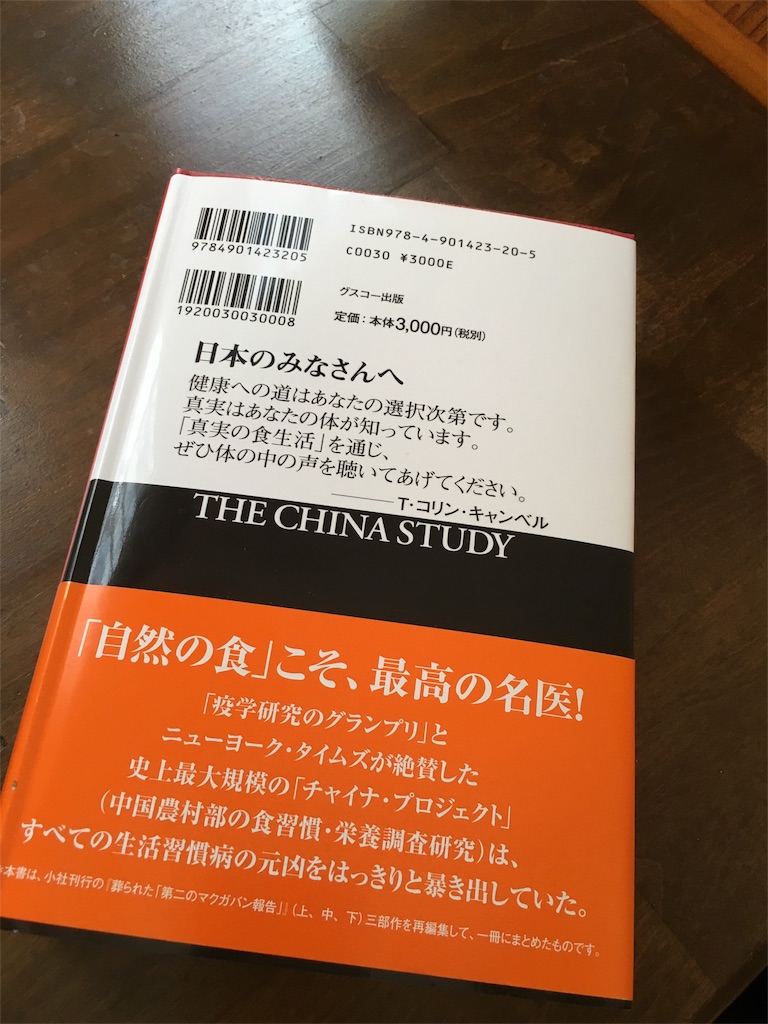 9784901423205
ISBN978-4-901423-20-5
C0030 ¥3000E
1920030030008
グスコー出版
定価：本体3,000円（税別）
日本のみなさんへ
健康への道はあなたの選択次第です。
真実はあなたの体が知っています。
「真実の食生活」を通じ、
ぜひ体の中の声を聴いてあげてください。
――T・コリン・キャンベル
THE CHINA STUDY
「自然の食」こそ、最高の名医！
「疫学研究のグランプリ」と
ニューヨーク・タイムズが絶賛した
史上最大規模の「チャイナ・プロジェクト」
（中国農村部の食習慣・栄養調査研究）は、
すべての生活習慣病の元凶をはっきりと暴き出していた。
本書は、小社刊行の『葬られた「第二のマクガバン報告」』（上、中、下）三部作を再編集して、一冊にまとめたものです。